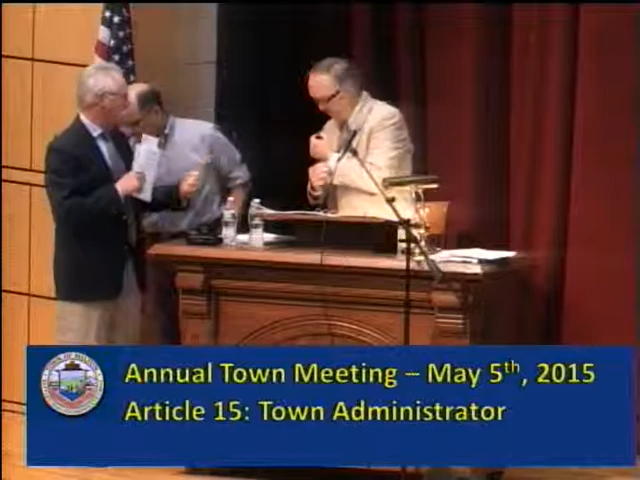 Annual Town Meeting – May 5th, 2015
Article 15: Town Administrator